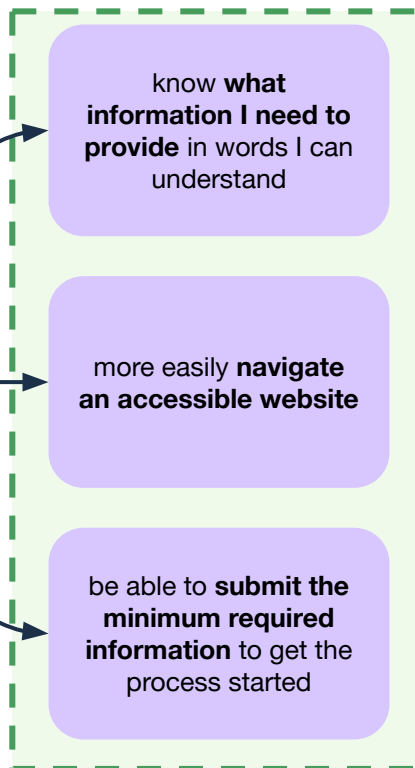 know what
information I need to
provide in words I can
understand
more easily navigate
an accessible website
be able to submit the
minimum required
information to get the
process started